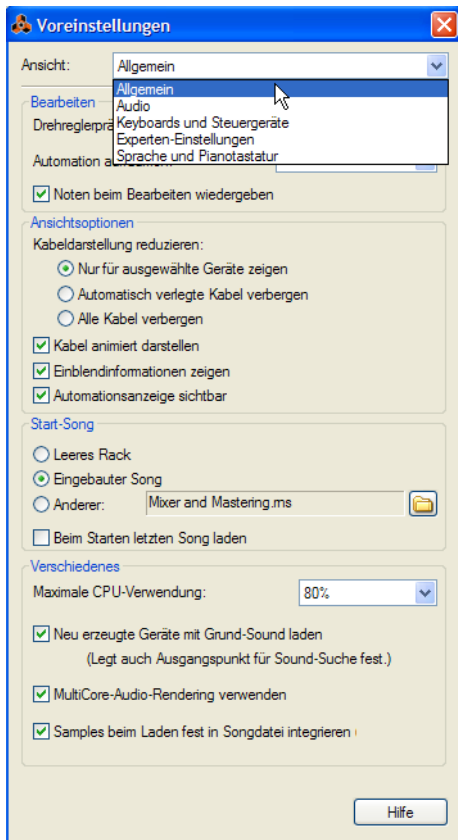 Voreinstellungen
Ansicht: Allgemein
Allgemein
Audio
Keyboards und Steuergeräte
Experten-Einstellungen
Sprache und Pianotastatur
Bearbeiten
Noten beim Bearbeiten wiedergeben
Ansichtsoptionen
Kabeldarstellung reduzieren:
Nur für ausgewählte Geräte zeigen
Automatisch verlegte Kabel verbergen
Alle Kabel verbergen
Kabel animiert darstellen
Einblendinformationen zeigen
Automationsanzeige sichtbar
Start-Song
Leeres Rack
Eingebauter Song
Anderer: Mixer and Mastering.rns
Beim Starten letzten Song laden
Verschiedenes
Maximale CPU-Verwendung: 80%
Neu erzeugte Geräte mit Grund-Sound laden
(Legt auch Ausgangspunkt für Sound-Suche fest.)
MultiCore-Audio-Rendering verwenden
Samples beim Laden fest in Songdatei integrieren
Hilfe